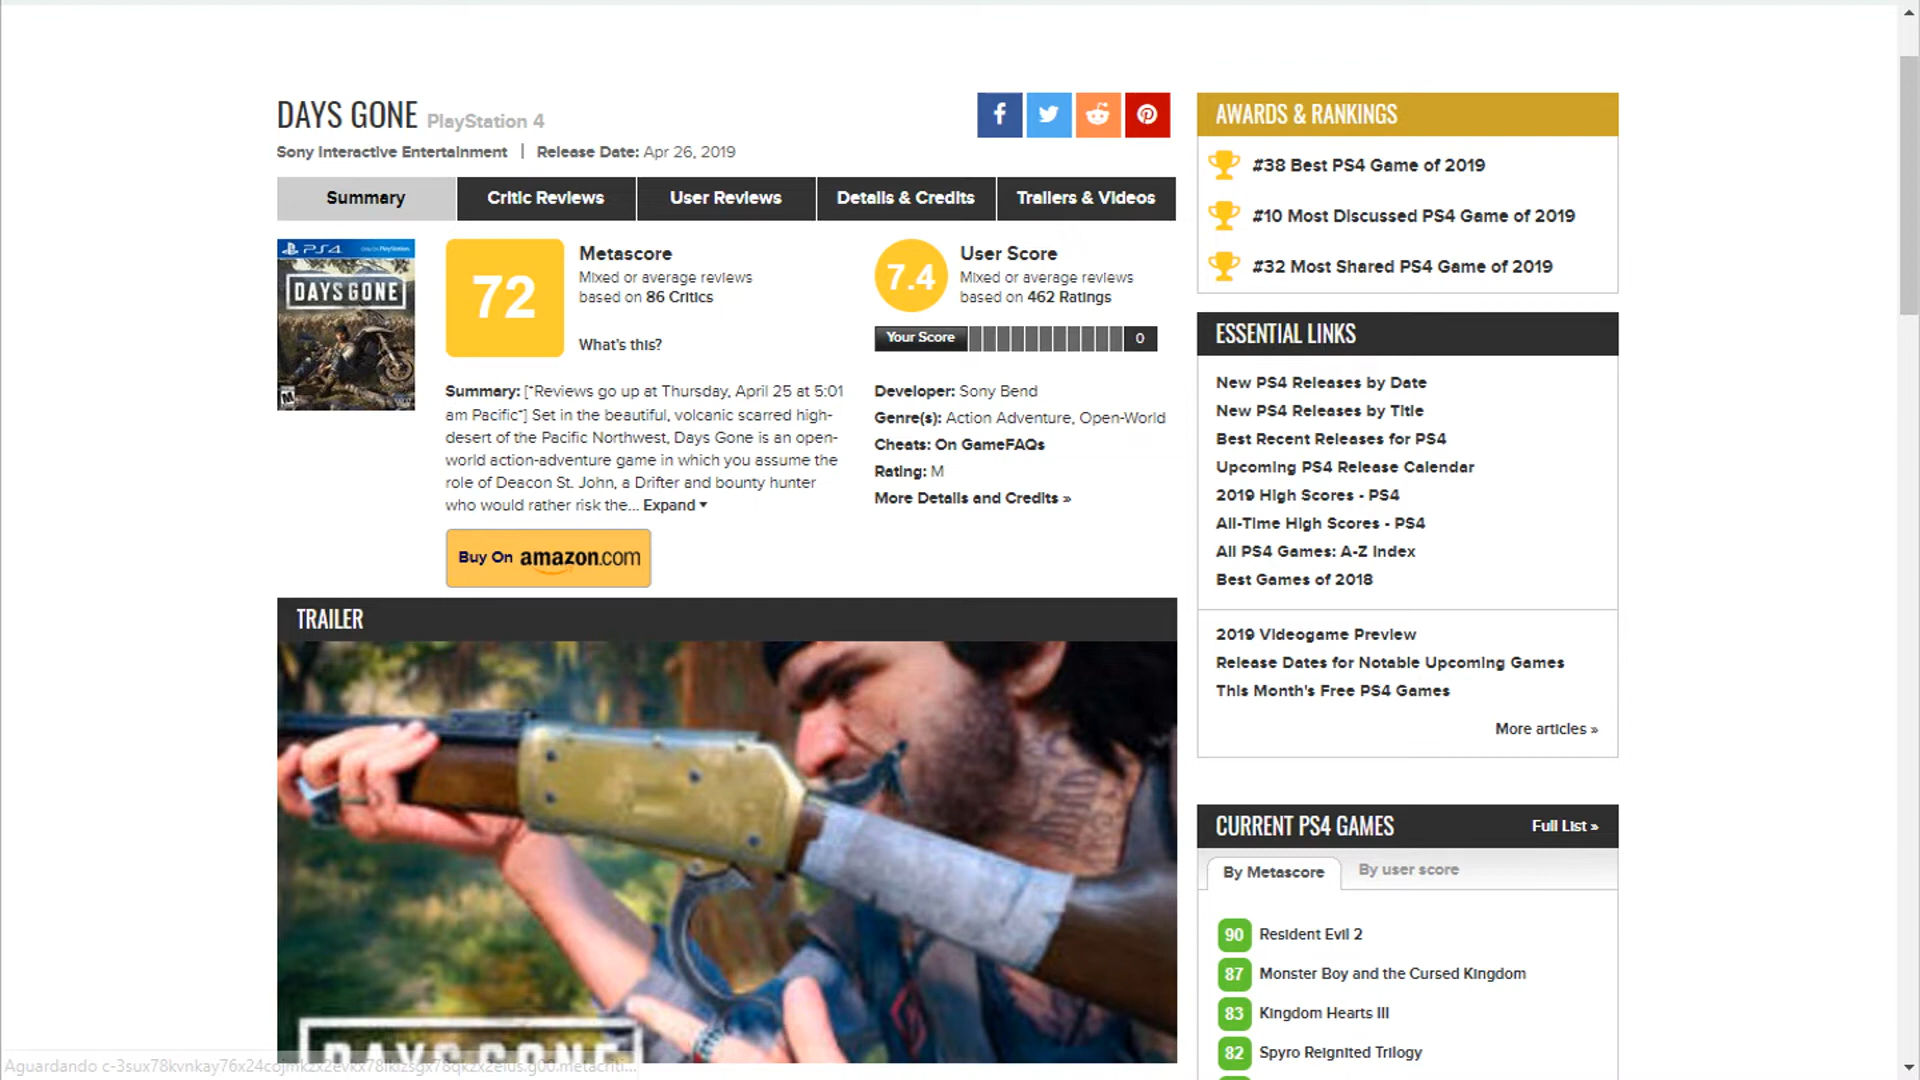 DAYS GONE PlayStation 4
Sony Interactive Entertainment | Release Date: Apr 26, 2019
Summary
Critic Reviews
User Reviews
Details & Credits
Trailers & Videos
PS4
DAYS GONE
M
72
Metascore
Mixed or average reviews
based on 86 Critics
What's this?
7.4
User Score
Mixed or average reviews
based on 462 Ratings
Your Score
0
Summary: [*Reviews go up at Thursday, April 25 at 5:01
am Pacific*] Set in the beautiful, volcanic scarred high-
desert of the Pacific Northwest, Days Gone is an open-
world action-adventure game in which you assume the
role of Deacon St. John, a Drifter and bounty hunter
who would rather risk the... Expand
Developer: Sony Bend
Genre(s): Action Adventure, Open-World
Cheats: On GameFAQs
Rating: M
More Details and Credits »
Buy On amazon.com
TRAILER
DAYS GONE
AWARDS & RANKINGS
#38 Best PS4 Game of 2019
#10 Most Discussed PS4 Game of 2019
#32 Most Shared PS4 Game of 2019
ESSENTIAL LINKS
New PS4 Releases by Date
New PS4 Releases by Title
Best Recent Releases for PS4
Upcoming PS4 Release Calendar
2019 High Scores - PS4
All-Time High Scores - PS4
All PS4 Games: A-Z Index
Best Games of 2018
2019 Videogame Preview
Release Dates for Notable Upcoming Games
This Month's Free PS4 Games
More articles »
CURRENT PS4 GAMES
Full List »
By Metascore
By user score
90 Resident Evil 2
87 Monster Boy and the Cursed Kingdom
83 Kingdom Hearts III
82 Spyro Reignited Trilogy
Aguardando